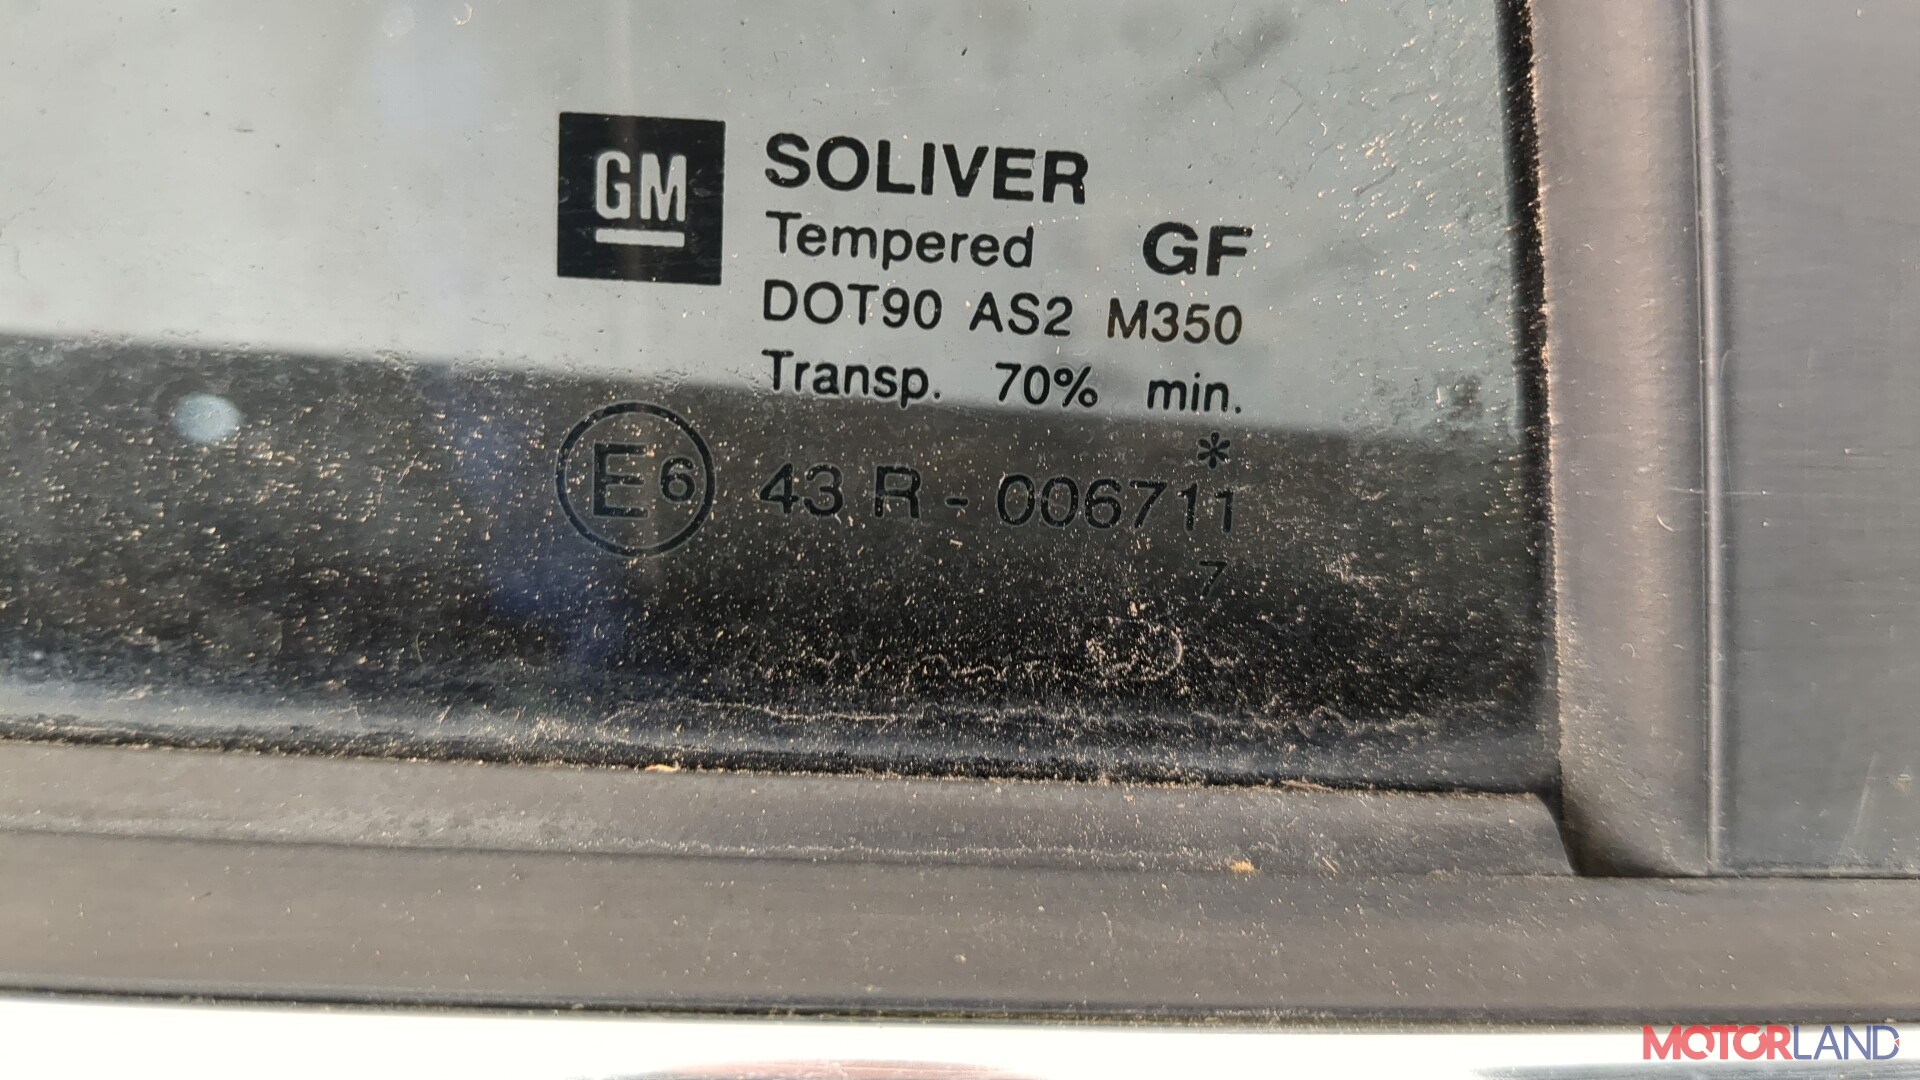 GM SOLIVER
Tempered GF
DOT90 AS2 M350
Transp. 70% min.
*
E6 43 R - 006711
7
MOTORLAND